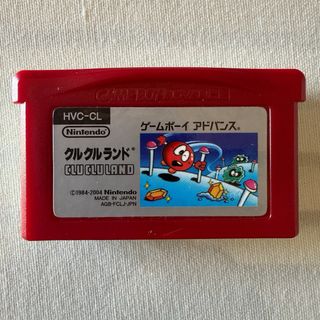 GAME BOY ADVANCE
HVC-CL
Nintendo
ゲームボーイ アドバンス®
クルクルランド®
CLU CLU LAND
©1984-2004 Nintendo
MADE IN JAPAN
AGB-FCLJ-JPN